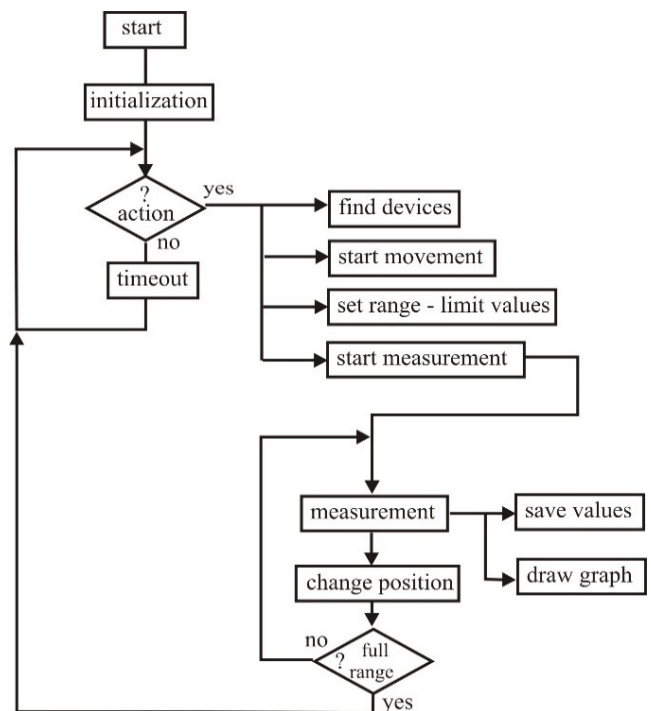 start
initialization
?
action
yes
no
timeout
find devices
start movement
set range - limit values
start measurement
measurement
save values
change position
draw graph
no
? full
range
yes